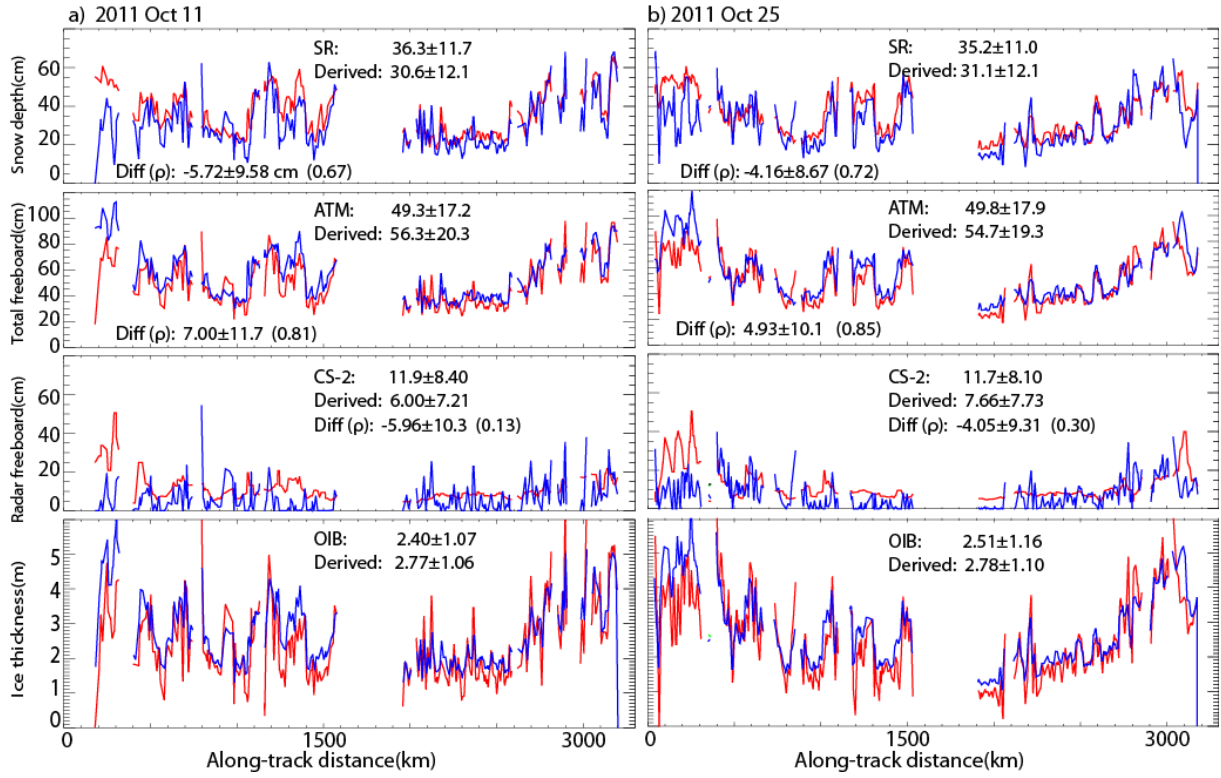 a) 2011 Oct 11
b) 2011 Oct 25
Snow depth(cm)
60
40
20
0
SR: 36.3±11.7
Derived: 30.6±12.1
Diff (ρ): -5.72±9.58 cm (0.67)
SR: 35.2±11.0
Derived: 31.1±12.1
Diff (ρ): -4.16±8.67 (0.72)
Total freeboard(cm)
100
80
60
40
20
0
ATM: 49.3±17.2
Derived: 56.3±20.3
Diff (ρ): 7.00±11.7 (0.81)
ATM: 49.8±17.9
Derived: 54.7±19.3
Diff (ρ): 4.93±10.1 (0.85)
Radar freeboard(cm)
60
40
20
0
CS-2: 11.9±8.40
Derived: 6.00±7.21
Diff (ρ): -5.96±10.3 (0.13)
CS-2: 11.7±8.10
Derived: 7.66±7.73
Diff (ρ): -4.05±9.31 (0.30)
Ice thickness(m)
5
4
3
2
1
0
OIB: 2.40±1.07
Derived: 2.77±1.06
OIB: 2.51±1.16
Derived: 2.78±1.10
0 1500 3000
Along-track distance(km)
0 1500 3000
Along-track distance(km)